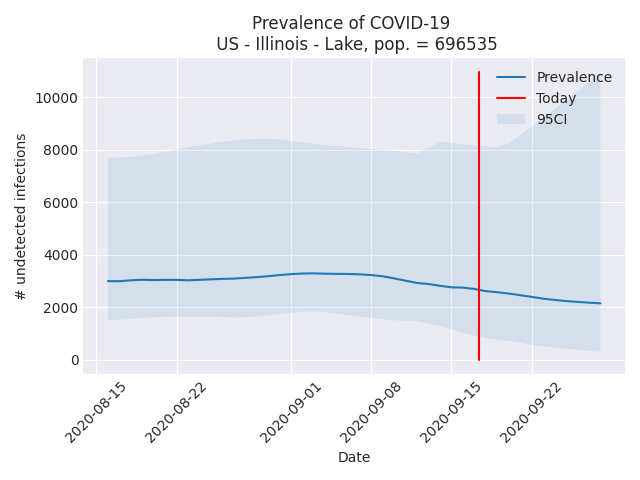 Prevalence of COVID-19
US - Illinois - Lake, pop. = 696535
# undetected infections
10000
8000
6000
4000
2000
0
Prevalence
Today
95CI
2020-08-15
2020-08-22
2020-09-01
2020-09-08
2020-09-15
2020-09-22
Date